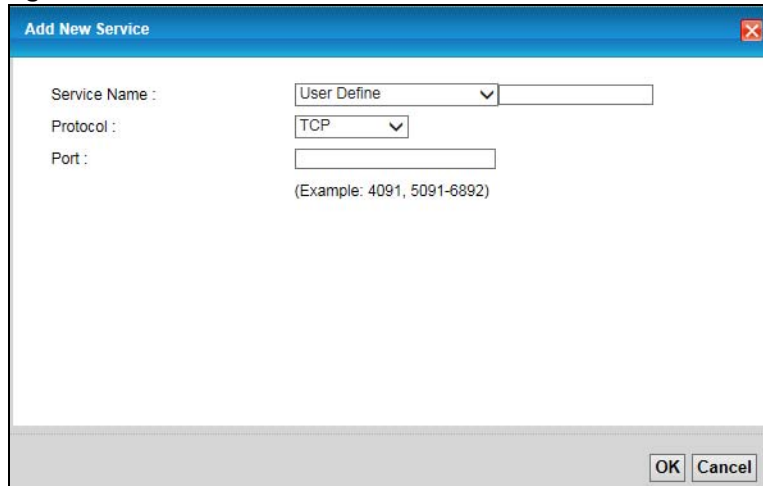 Add New Service
Service Name : User Define
Protocol : TCP
Port :
(Example: 4091, 5091-6892)
OK Cancel